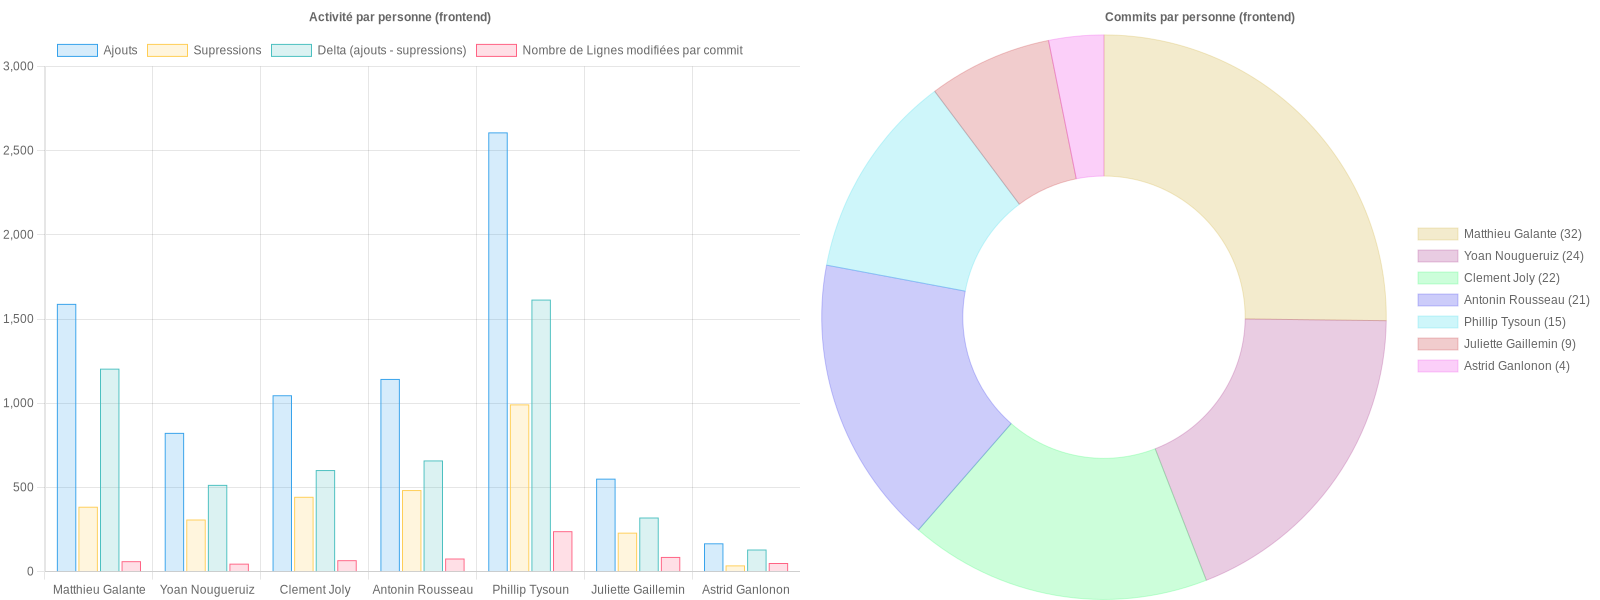 Activité par personne (frontend)
Ajouts
Supressions
Delta (ajouts - supressions)
Nombre de Lignes modifiées par commit
3,000
2,500
2,000
1,500
1,000
500
0
Matthieu Galante
Yoan Nougueruiz
Clement Joly
Antonin Rousseau
Phillip Tysoun
Juliette Gaillemin
Astrid Ganlonon
Commits par personne (frontend)
Matthieu Galante (32)
Yoan Nougueruiz (24)
Clement Joly (22)
Antonin Rousseau (21)
Phillip Tysoun (15)
Juliette Gaillemin (9)
Astrid Ganlonon (4)